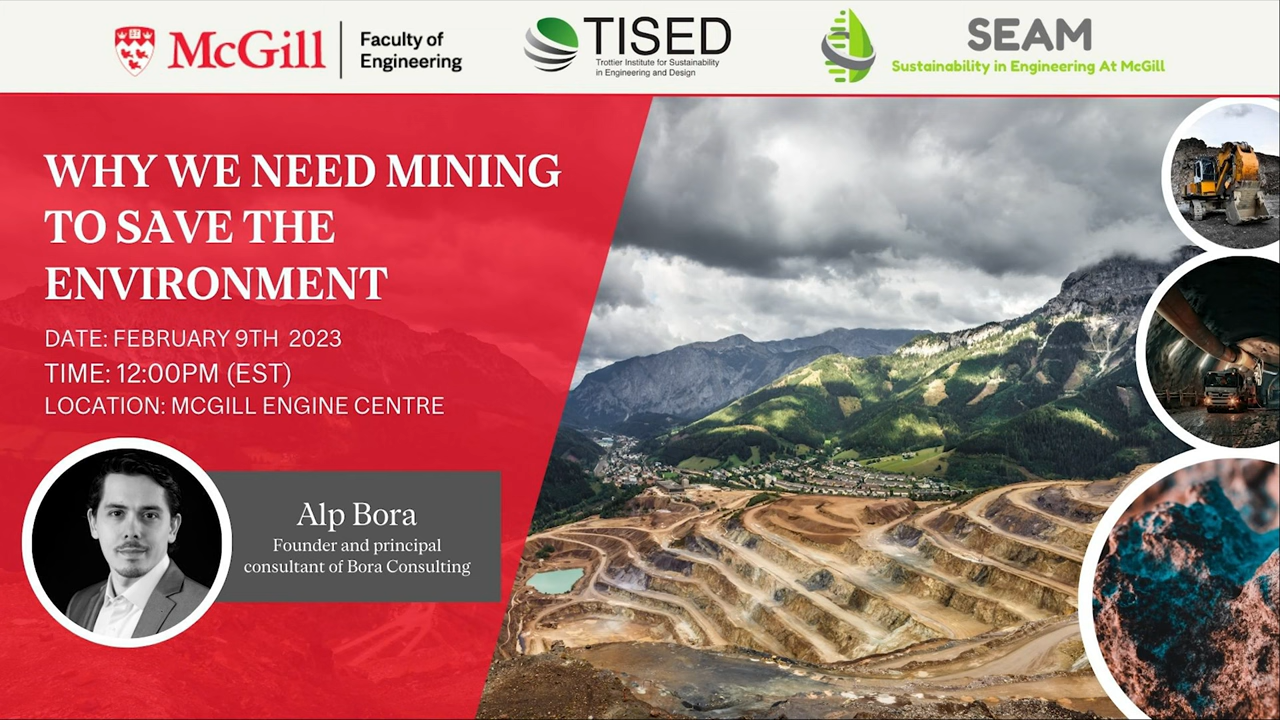 McGill
Faculty of
Engineering
TISED
Trottier Institute for Sustainability
in Engineering and Design
SEAM
Sustainability in Engineering At McGill
WHY WE NEED MINING
TO SAVE THE
ENVIRONMENT
DATE: FEBRUARY 9TH 2023
TIME: 12:00PM (EST)
LOCATION: MCGILL ENGINE CENTRE
Alp Bora
Founder and principal
consultant of Bora Consulting